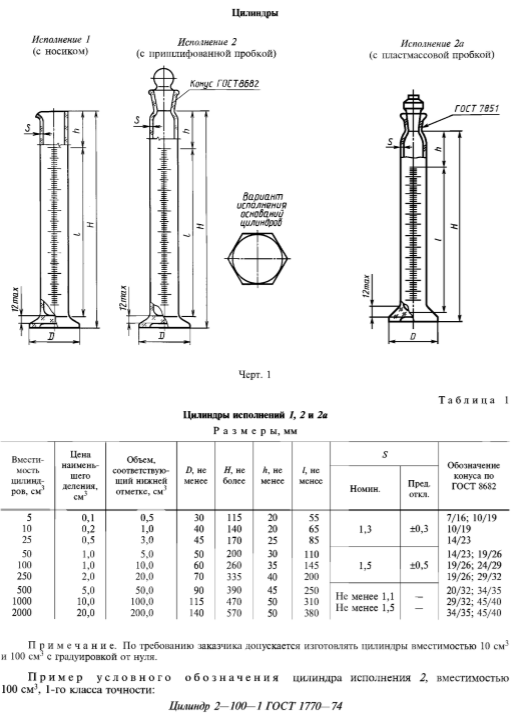 Цилиндры
Исполнение 1
(с носиком)
Исполнение 2
(с пришлифованной пробкой)
Исполнение 2а
(с пластмассовой пробкой)
Конус ГОСТ 8682
ГОСТ 7851
S
h
H
l
12max
D
S
h
H
l
12max
D
S
h
H
l
12max
D
Вариант
исполнения
оснований
цилиндров
Черт. 1
Таблица 1
Цилиндры исполнений 1, 2 и 2а
Размеры, мм
Вмести-
мость
цилинд-
ров, см³
Цена
наимень-
шего
деления,
см³
Объем,
соответствую-
щий нижней
отметке, см³
D, не
менее
H, не
более
h, не
менее
l, не
менее
S
Номин.
Пред.
откл.
Обозначение
конуса по
ГОСТ 8682
5 0,1 0,5 30 115 20 55 7/16; 10/19
10 0,2 1,0 40 140 20 65 1,3 ±0,3 10/19
25 0,5 3,0 45 170 25 85 14/23
50 1,0 5,0 50 200 30 110 14/23; 19/26
100 1,0 10,0 60 260 35 145 1,5 ±0,5 19/26; 24/29
250 2,0 20,0 70 335 40 200 19/26; 29/32
500 5,0 50,0 90 390 45 250 Не менее 1,1 — 20/32; 34/35
1000 10,0 100,0 115 470 50 310 Не менее 1,5 — 29/32; 45/40
2000 20,0 200,0 140 570 50 380 34/35; 45/40
Примечание. По требованию заказчика допускается изготовлять цилиндры вместимостью 10 см³
и 100 см³ с градуировкой от нуля.
Пример условного обозначения цилиндра исполнения 2, вместимостью
100 см³, 1-го класса точности:
Цилиндр 2—100—1 ГОСТ 1770—74